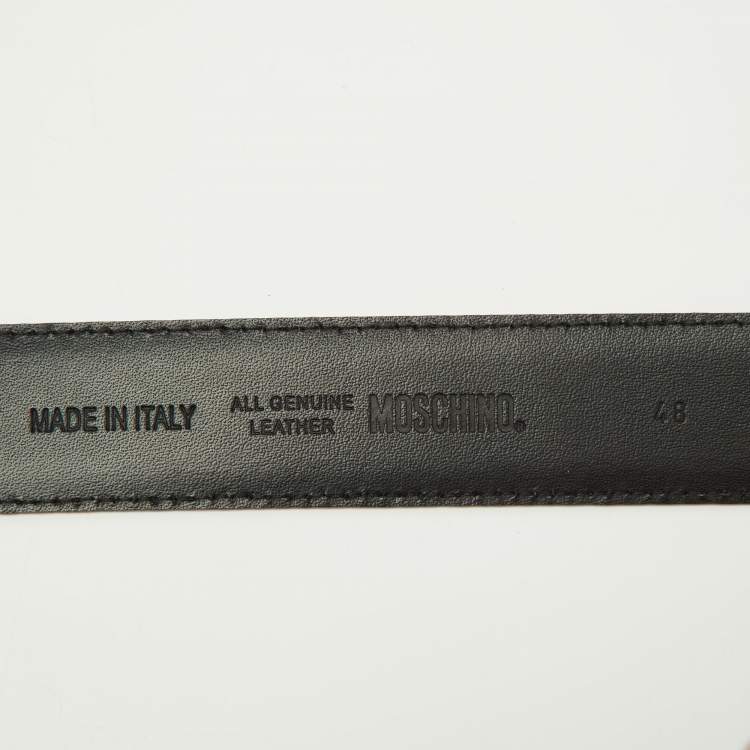 MADE IN ITALY
ALL GENUINE
LEATHER
MOSCHINO®
48